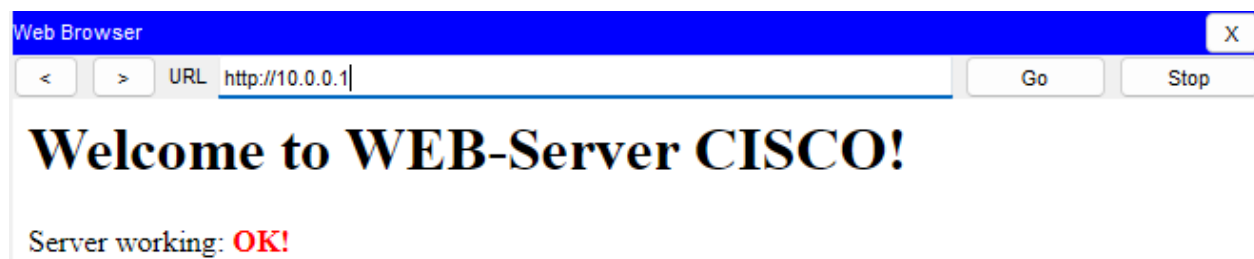 Web Browser X
< > URL http://10.0.0.1 Go Stop
Welcome to WEB-Server CISCO!
Server working: OK!